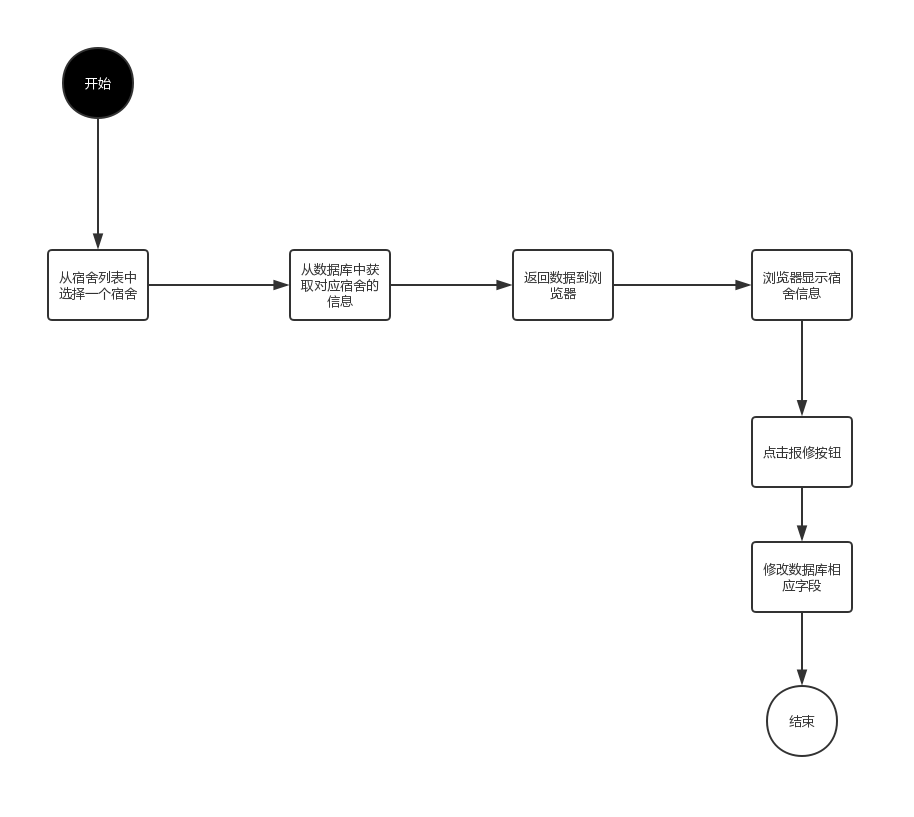 开始
从宿舍列表中
选择一个宿舍
从数据库中获
取对应宿舍的
信息
返回数据到浏
览器
浏览器显示宿
舍信息
点击报修按钮
修改数据库相
应字段
结束